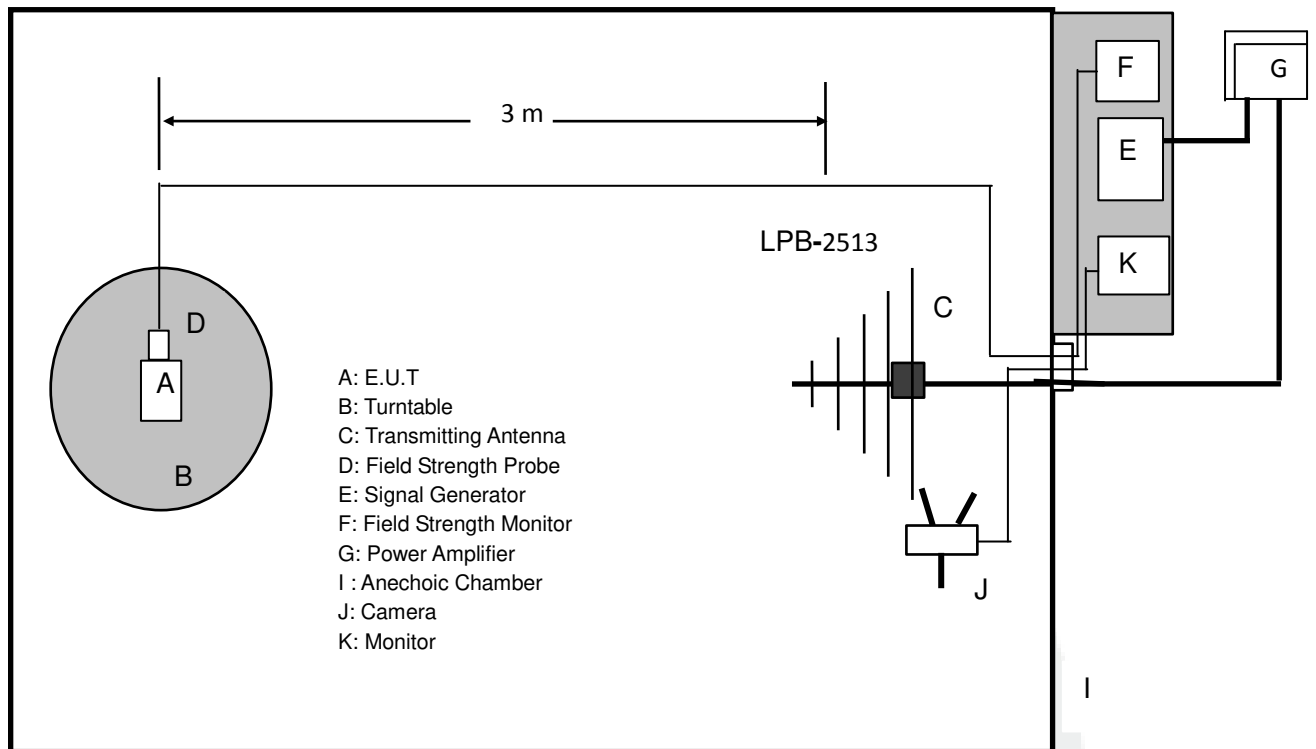 3 m
F
G
E
LPB-2513
K
C
D
A
B
A: E.U.T
B: Turntable
C: Transmitting Antenna
D: Field Strength Probe
E: Signal Generator
F: Field Strength Monitor
G: Power Amplifier
I : Anechoic Chamber
J: Camera
K: Monitor
J
I